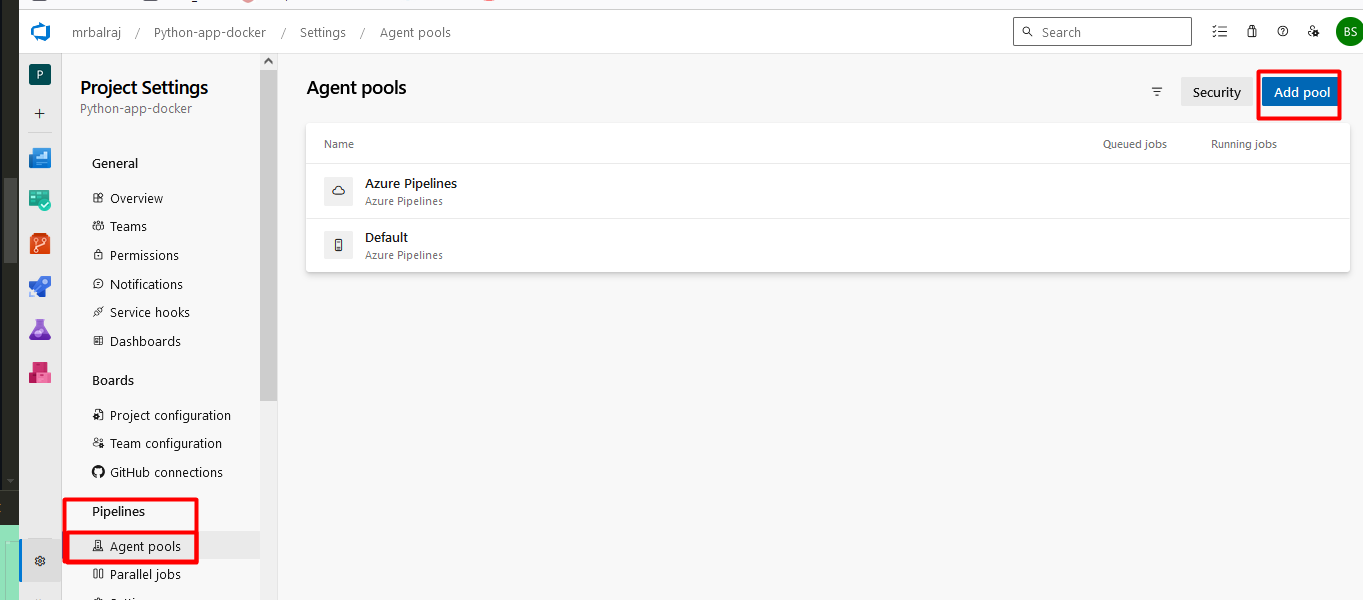 mrbalraj / Python-app-docker / Settings / Agent pools
Search
BS
P
Project Settings
Python-app-docker
General
Overview
Teams
Permissions
Notifications
Service hooks
Dashboards
Boards
Project configuration
Team configuration
GitHub connections
Pipelines
Agent pools
Parallel jobs
Agent pools
Security
Add pool
Name
Queued jobs
Running jobs
Azure Pipelines
Azure Pipelines
Default
Azure Pipelines